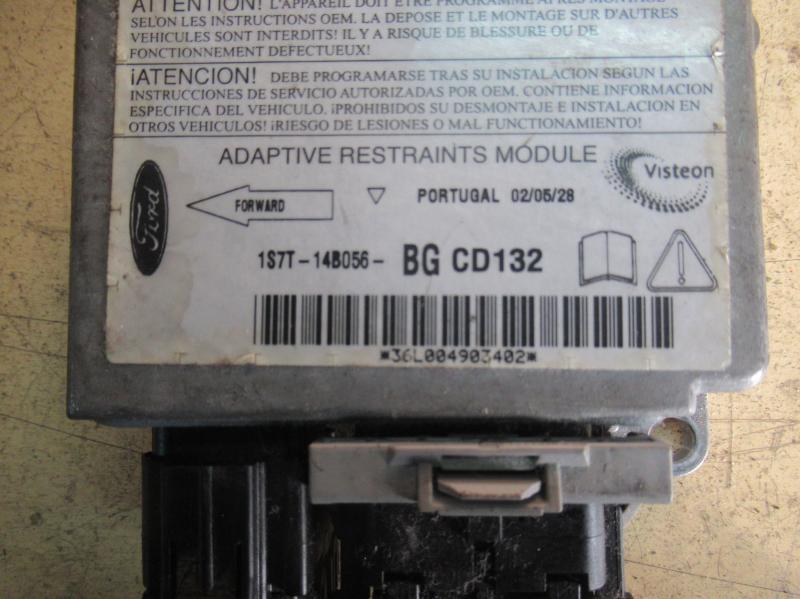 ATTENTION! L'APPAREIL DOIT ETRE PROGRAMME APRES MONTAGE
SELON LES INSTRUCTIONS OEM. LA DEPOSE ET LE MONTAGE SUR D'AUTRES
VEHICULES SONT INTERDITS! IL Y A RISQUE DE BLESSURE OU DE
FONCTIONNEMENT DEFECTUEUX!
¡ATENCION! DEBE PROGRAMARSE TRAS SU INSTALACION SEGUN LAS
INSTRUCCIONES DE SERVICIO AUTORIZADAS POR OEM. CONTIENE INFORMACION
ESPECIFICA DEL VEHICULO. ¡PROHIBIDOS SU DESMONTAJE E INSTALACION EN
OTROS VEHICULOS! ¡RIESGO DE LESIONES O MAL FUNCIONAMIENTO!
ADAPTIVE RESTRAINTS MODULE
Visteon
Ford
FORWARD
PORTUGAL 02/05/28
1S7T-14B056- BG CD132
*36L004903402*